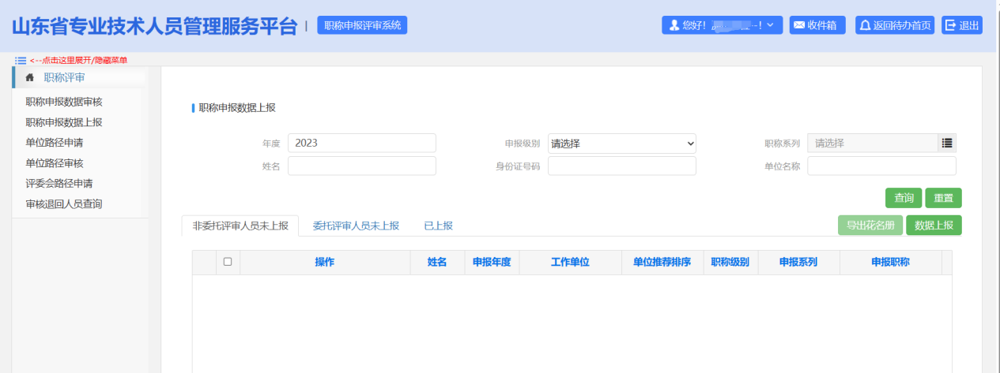 山东省专业技术人员管理服务平台 | 职称申报评审系统
您好! ! 收件箱 返回待办首页 退出
<--点击这里展开/隐藏菜单
职称评审
职称申报数据审核
职称申报数据上报
单位路径申请
单位路径审核
评委会路径申请
审核退回人员查询
职称申报数据上报
年度 2023 申报级别 请选择 职称系列 请选择
姓名 身份证号码 单位名称
查询 重置
非委托评审人员未上报 委托评审人员未上报 已上报 导出花名册 数据上报
操作 姓名 申报年度 工作单位 单位推荐排序 职称级别 申报系列 申报职称